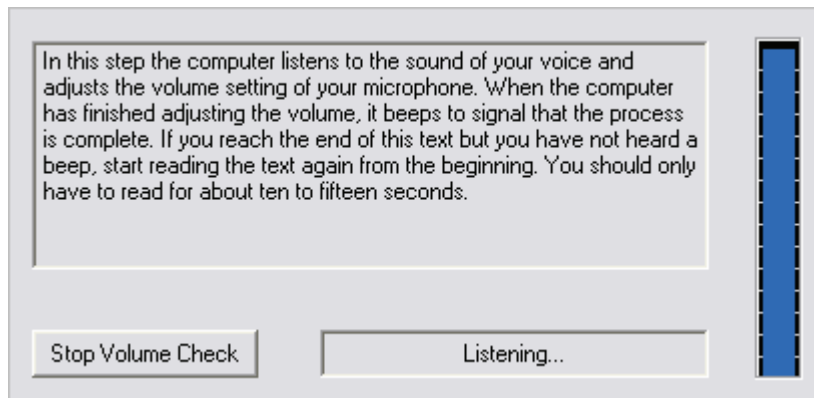 In this step the computer listens to the sound of your voice and
adjusts the volume setting of your microphone. When the computer
has finished adjusting the volume, it beeps to signal that the process
is complete. If you reach the end of this text but you have not heard a
beep, start reading the text again from the beginning. You should only
have to read for about ten to fifteen seconds.
Stop Volume Check
Listening...